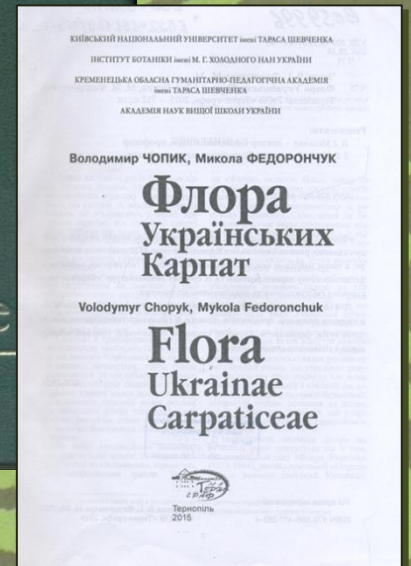 КИЇВСЬКИЙ НАЦІОНАЛЬНИЙ УНІВЕРСИТЕТ імені ТАРАСА ШЕВЧЕНКА
ІНСТИТУТ БОТАНІКИ імені М. Г. ХОЛОДНОГО НАН УКРАЇНИ
КРЕМЕНЕЦЬКА ОБЛАСНА ГУМАНІТАРНО-ПЕДАГОГІЧНА АКАДЕМІЯ
імені ТАРАСА ШЕВЧЕНКА
АКАДЕМІЯ НАУК ВИЩОЇ ШКОЛИ УКРАЇНИ
Володимир ЧОПИК, Микола ФЕДОРОНЧУК
Флора
Українських
Карпат
Volodymyr Chopyk, Mykola Fedoronchuk
Flora
Ukrainae
Carpaticeae
Тернопіль
2015